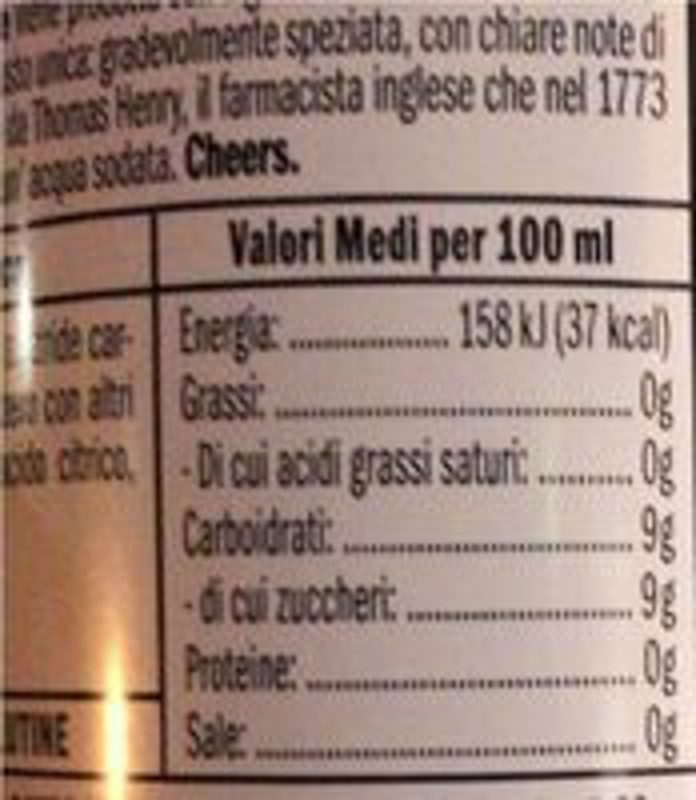 gradevolmente speziata, con chiare note di
Thomas Henry, il farmacista inglese che nel 1773
acqua sodata. Cheers.
Valori Medi per 100 ml
car-
con altri
citrico,
Energia: ............... 158 kJ (37 kcal)
Grassi: ............... 0g
- Di cui acidi grassi saturi: .......... 0g
Carboidrati: ............... 9g
- di cui zuccheri: ............... 9g
Proteine: ............... 0g
Sale: ............... 0g
UTINE